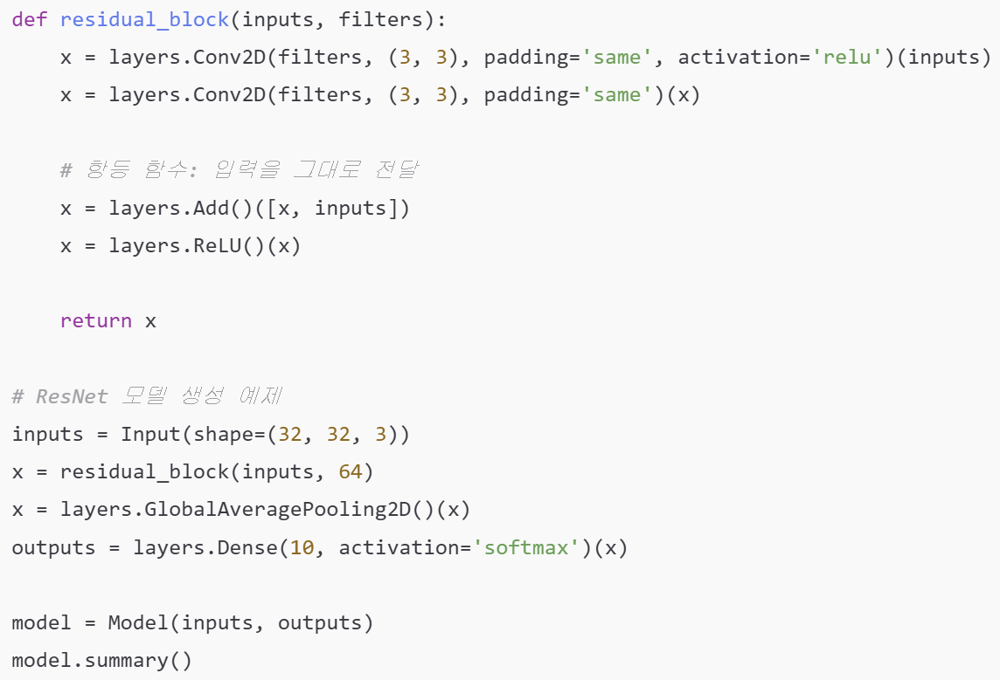 def residual_block(inputs, filters):
    x = layers.Conv2D(filters, (3, 3), padding='same', activation='relu')(inputs)
    x = layers.Conv2D(filters, (3, 3), padding='same')(x)

    # 항등 함수: 입력을 그대로 전달
    x = layers.Add()([x, inputs])
    x = layers.ReLU()(x)

    return x

# ResNet 모델 생성 예제
inputs = Input(shape=(32, 32, 3))
x = residual_block(inputs, 64)
x = layers.GlobalAveragePooling2D()(x)
outputs = layers.Dense(10, activation='softmax')(x)

model = Model(inputs, outputs)
model.summary()